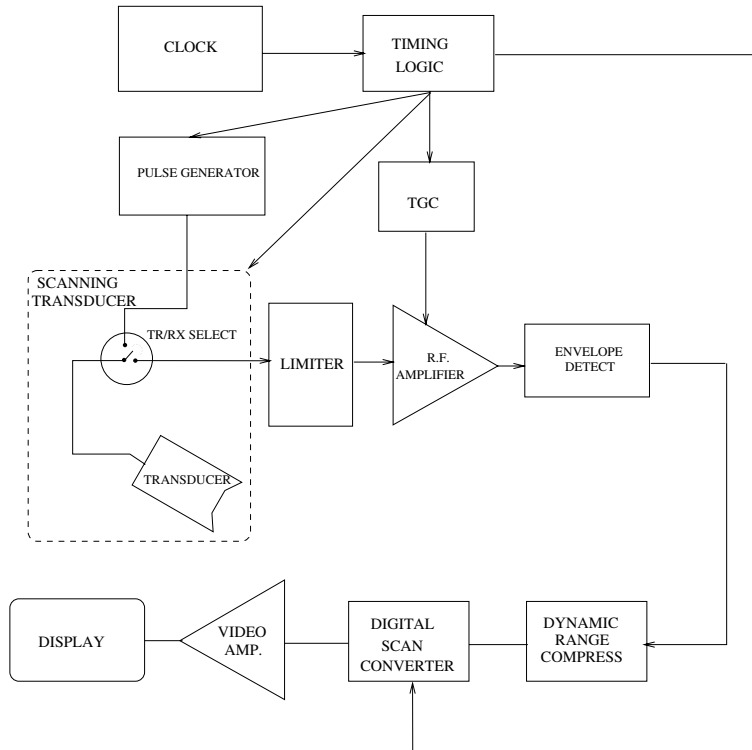 CLOCK
TIMING
LOGIC
PULSE GENERATOR
TGC
SCANNING
TRANSDUCER
TR/RX SELECT
LIMITER
R.F.
AMPLIFIER
ENVELOPE
DETECT
TRANSDUCER
DISPLAY
VIDEO
AMP.
DIGITAL
SCAN
CONVERTER
DYNAMIC
RANGE
COMPRESS